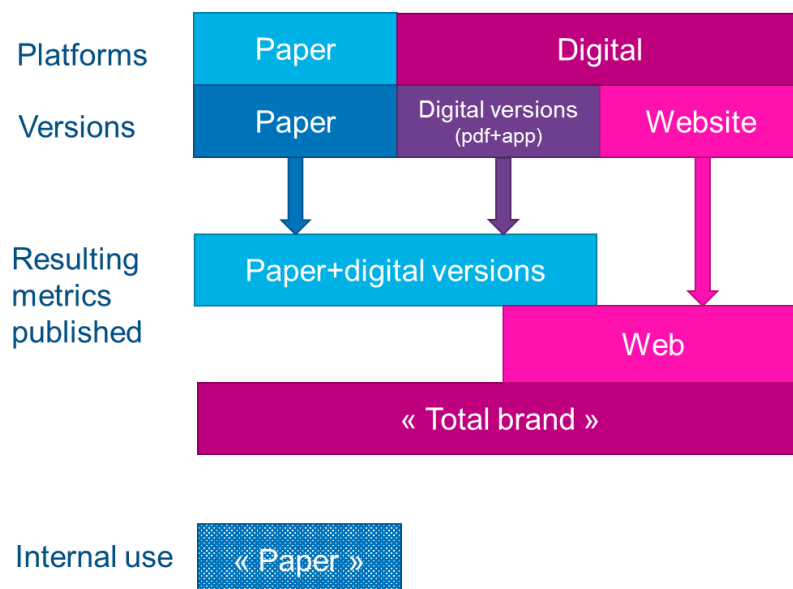 Platforms Paper Digital
Versions Paper Digital versions (pdf+app) Website
Resulting metrics published
Paper+digital versions
Web
« Total brand »
Internal use « Paper »